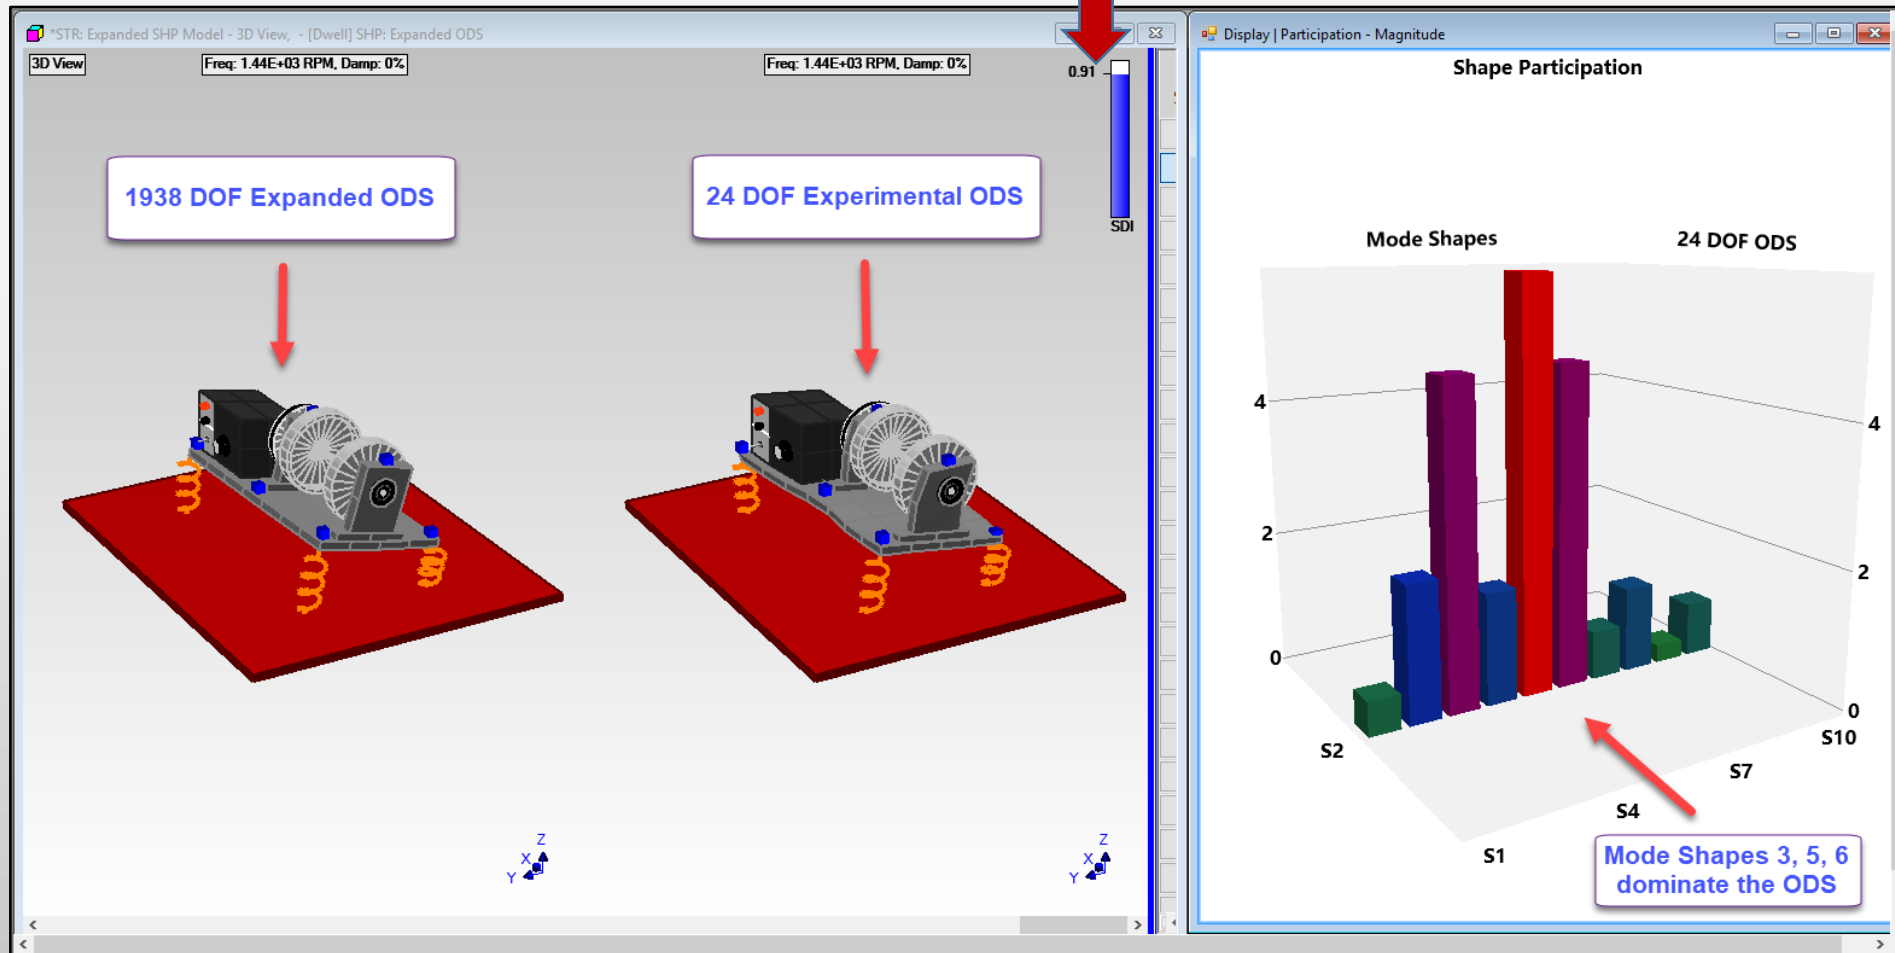 *STR: Expanded SHP Model - 3D View,  - [Dwell] SHP: Expanded ODS
3D View
Freq: 1.44E+03 RPM, Damp: 0%
Freq: 1.44E+03 RPM, Damp: 0%
0.91
SDI
1938 DOF Expanded ODS
24 DOF Experimental ODS
Z
X
Y
Z
X
Y
Display | Participation - Magnitude
Shape Participation
Mode Shapes
24 DOF ODS
4
4
2
2
0
0
S2
S10
S7
S4
S1
Mode Shapes 3, 5, 6
dominate the ODS